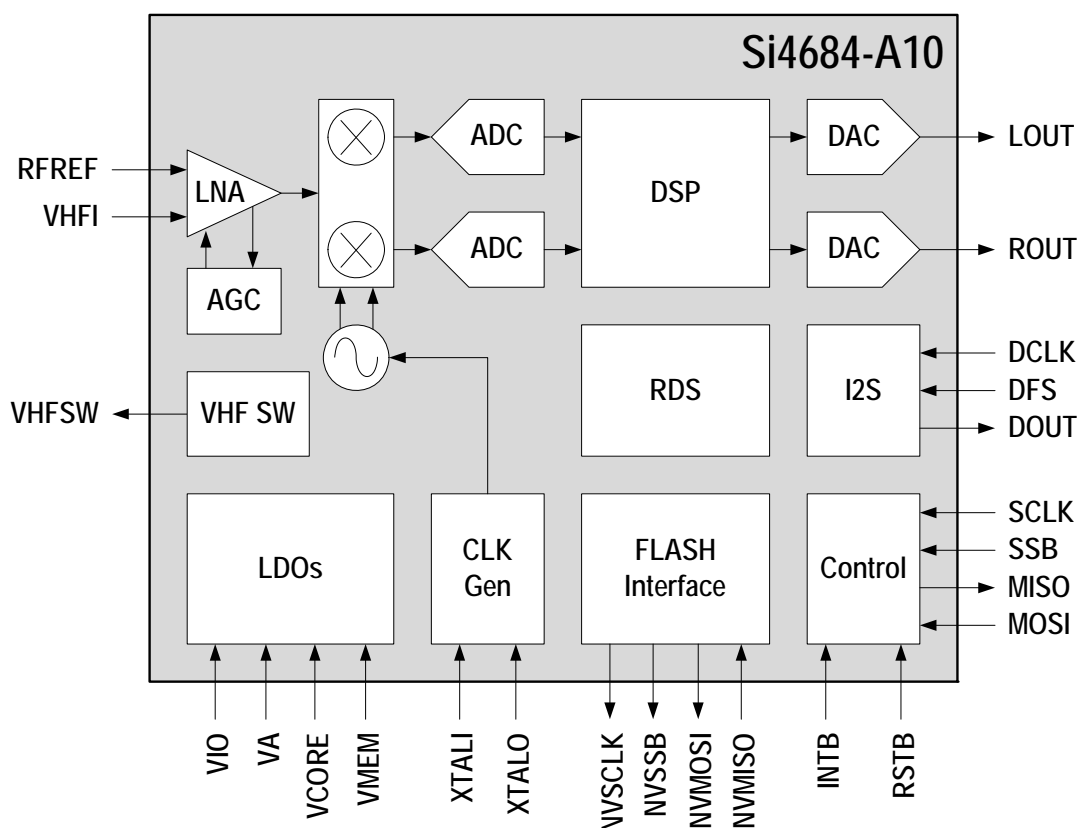 Si4684-A10
RFREF
VHFI
LNA
AGC
ADC
ADC
DSP
DAC
DAC
LOUT
ROUT
VHFSW
VHF SW
RDS
I2S
DCLK
DFS
DOUT
LDOs
CLK
Gen
FLASH
Interface
Control
SCLK
SSB
MISO
MOSI
VIO
VA
VCORE
VMEM
XTALI
XTALO
NVSCLK
NVSSB
NVMOSI
NVMISO
INTB
RSTB